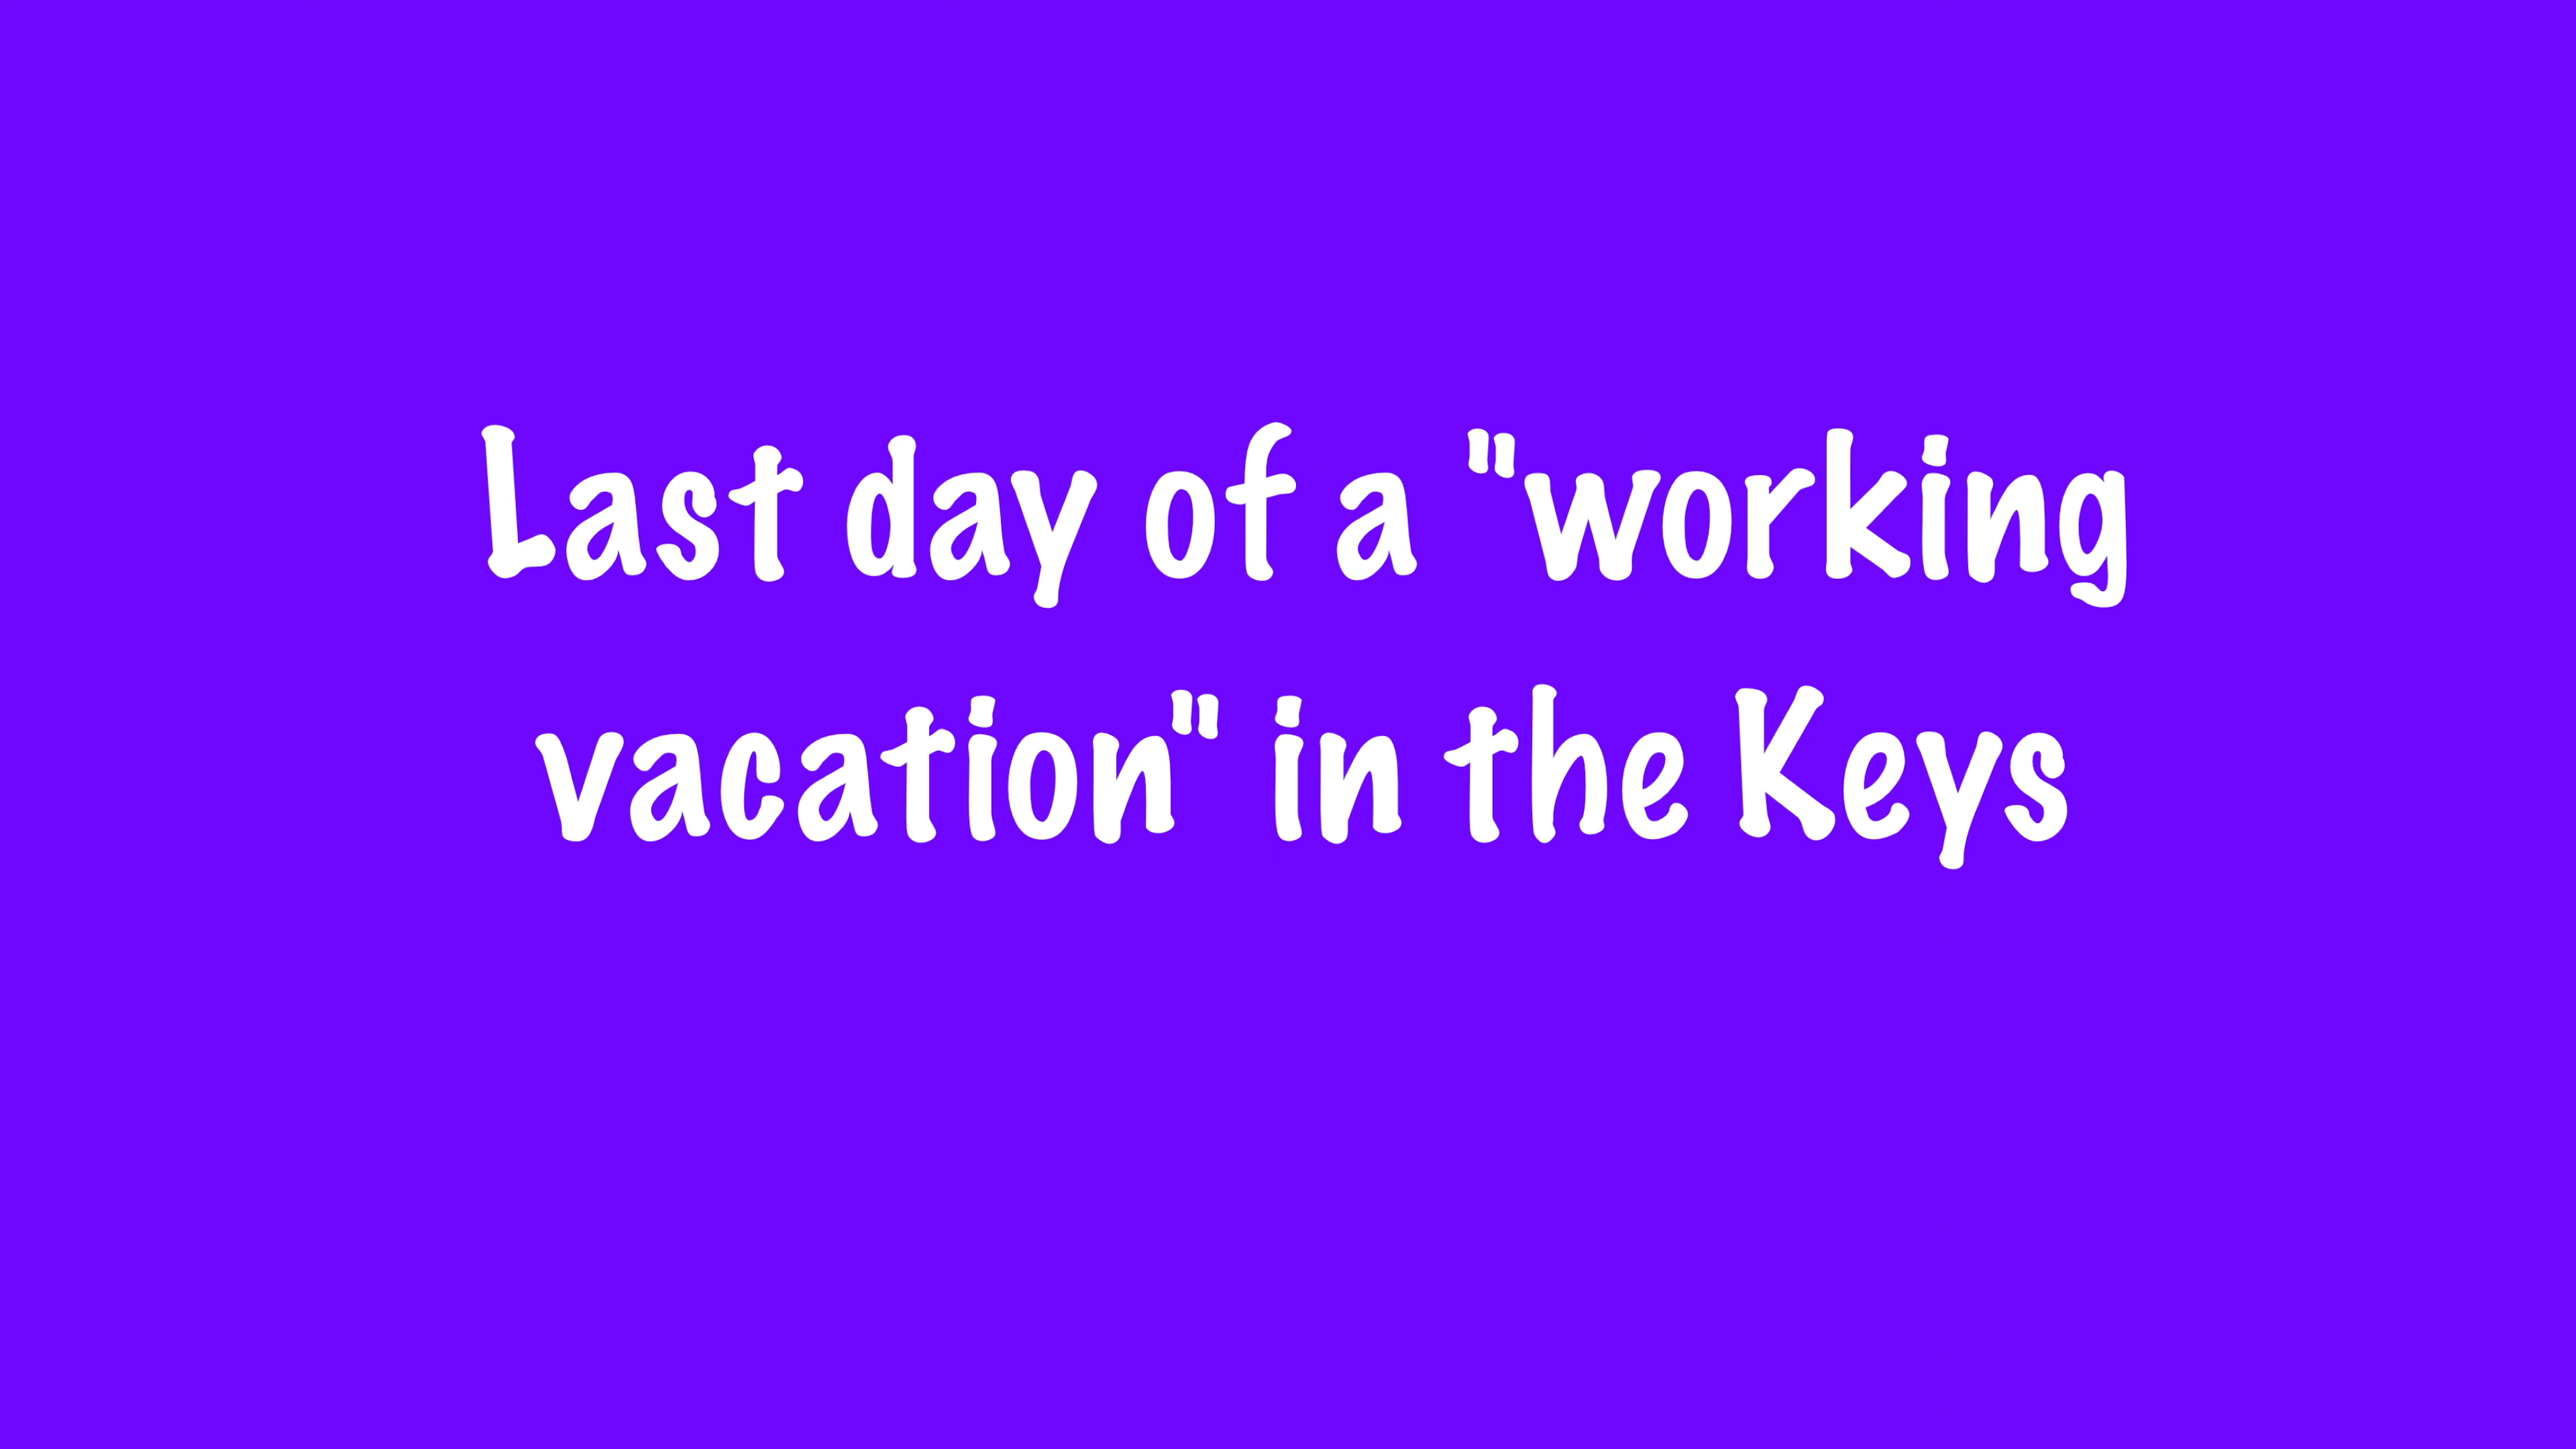 Last day of a "working
vacation" in the Keys